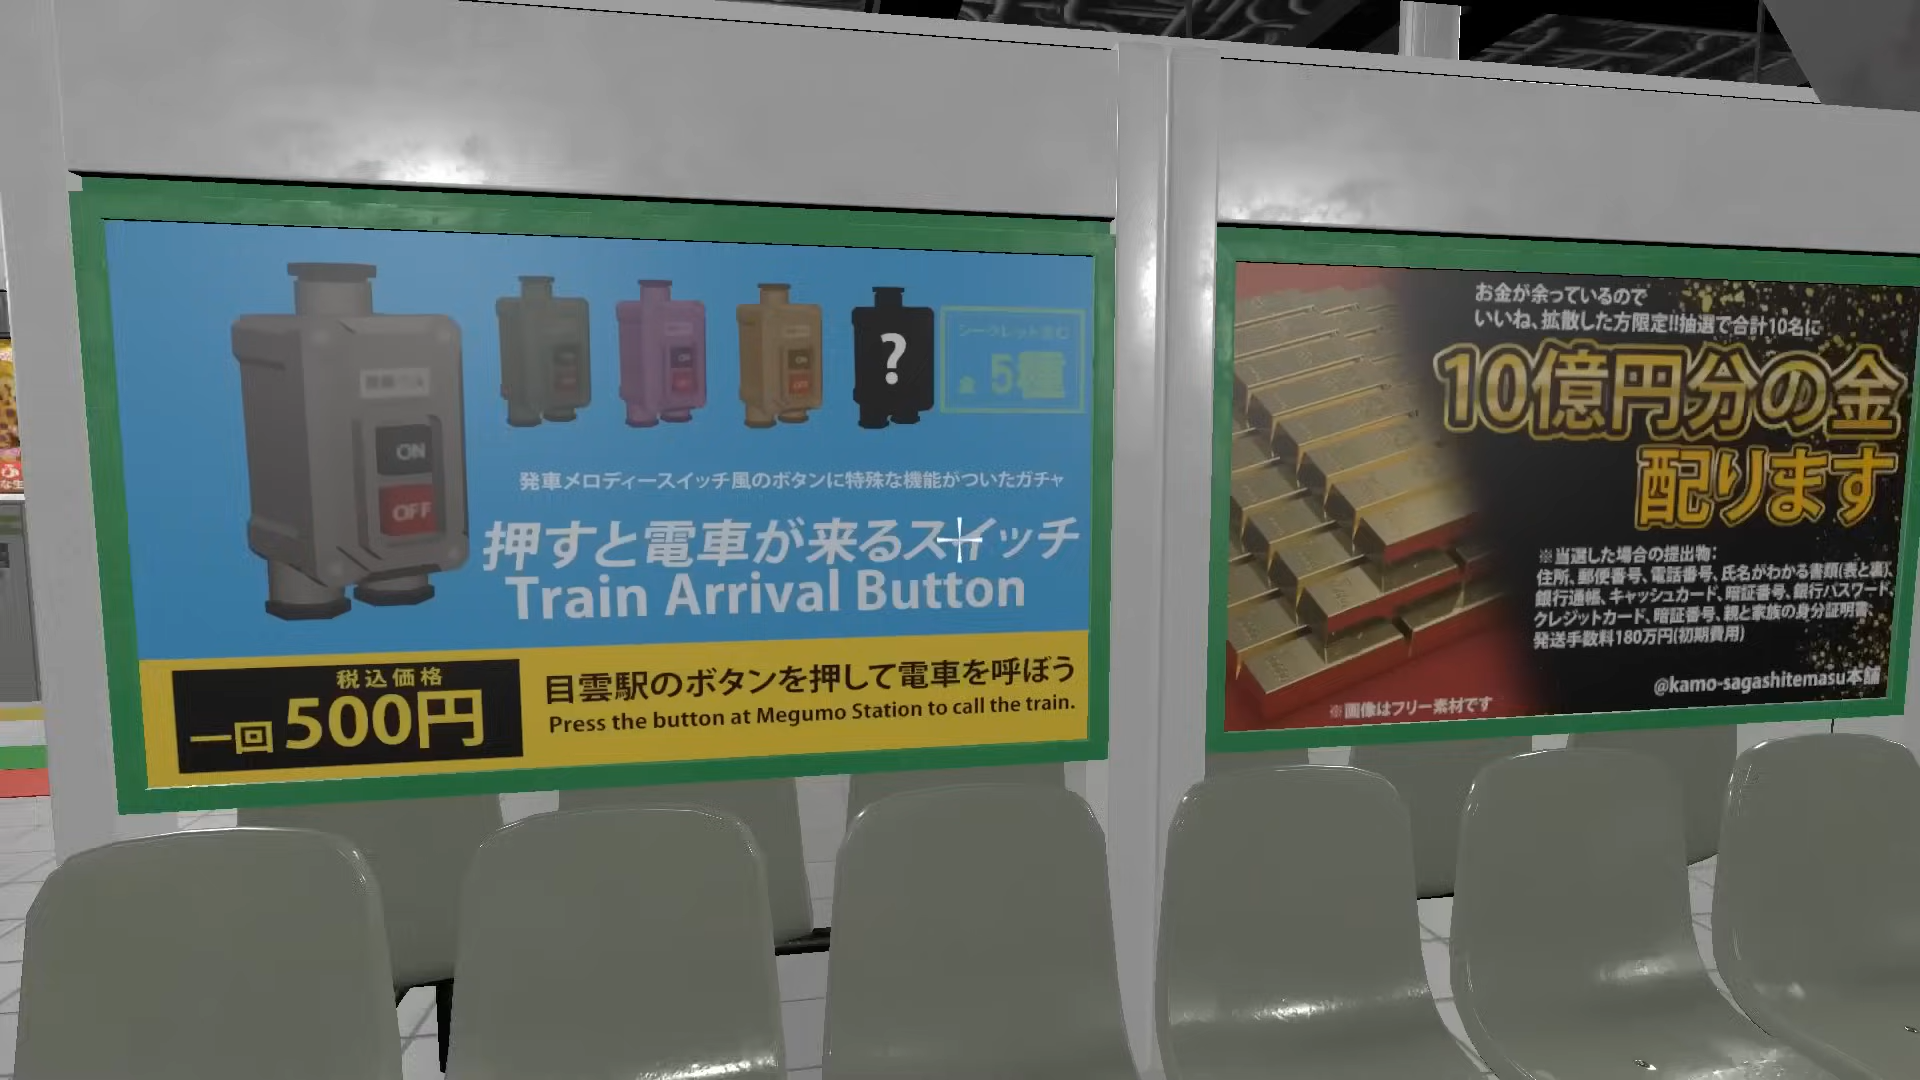 ON
OFF
ON
OFF
ON
OFF
?
シークレット含む
全 5種
発車メロディースイッチ風のボタンに特殊な機能がついたガチャ
押すと電車が来るスイッチ
Train Arrival Button
税込価格
一回500円
目雲駅のボタンを押して電車を呼ぼう
Press the button at Megumo Station to call the train.
お金が余っているので
いいね、拡散した方限定!!抽選で合計10名に
10億円分の金
配ります
※当選した場合の提出物:
住所、郵便番号、電話番号、氏名がわかる書類(表と裏)、
銀行通帳、キャッシュカード、暗証番号、銀行パスワード、
クレジットカード、暗証番号、親と家族の身分証明書、
発送手数料180万円(初期費用)
@kamo-sagashitemasu本舗
※画像はフリー素材です